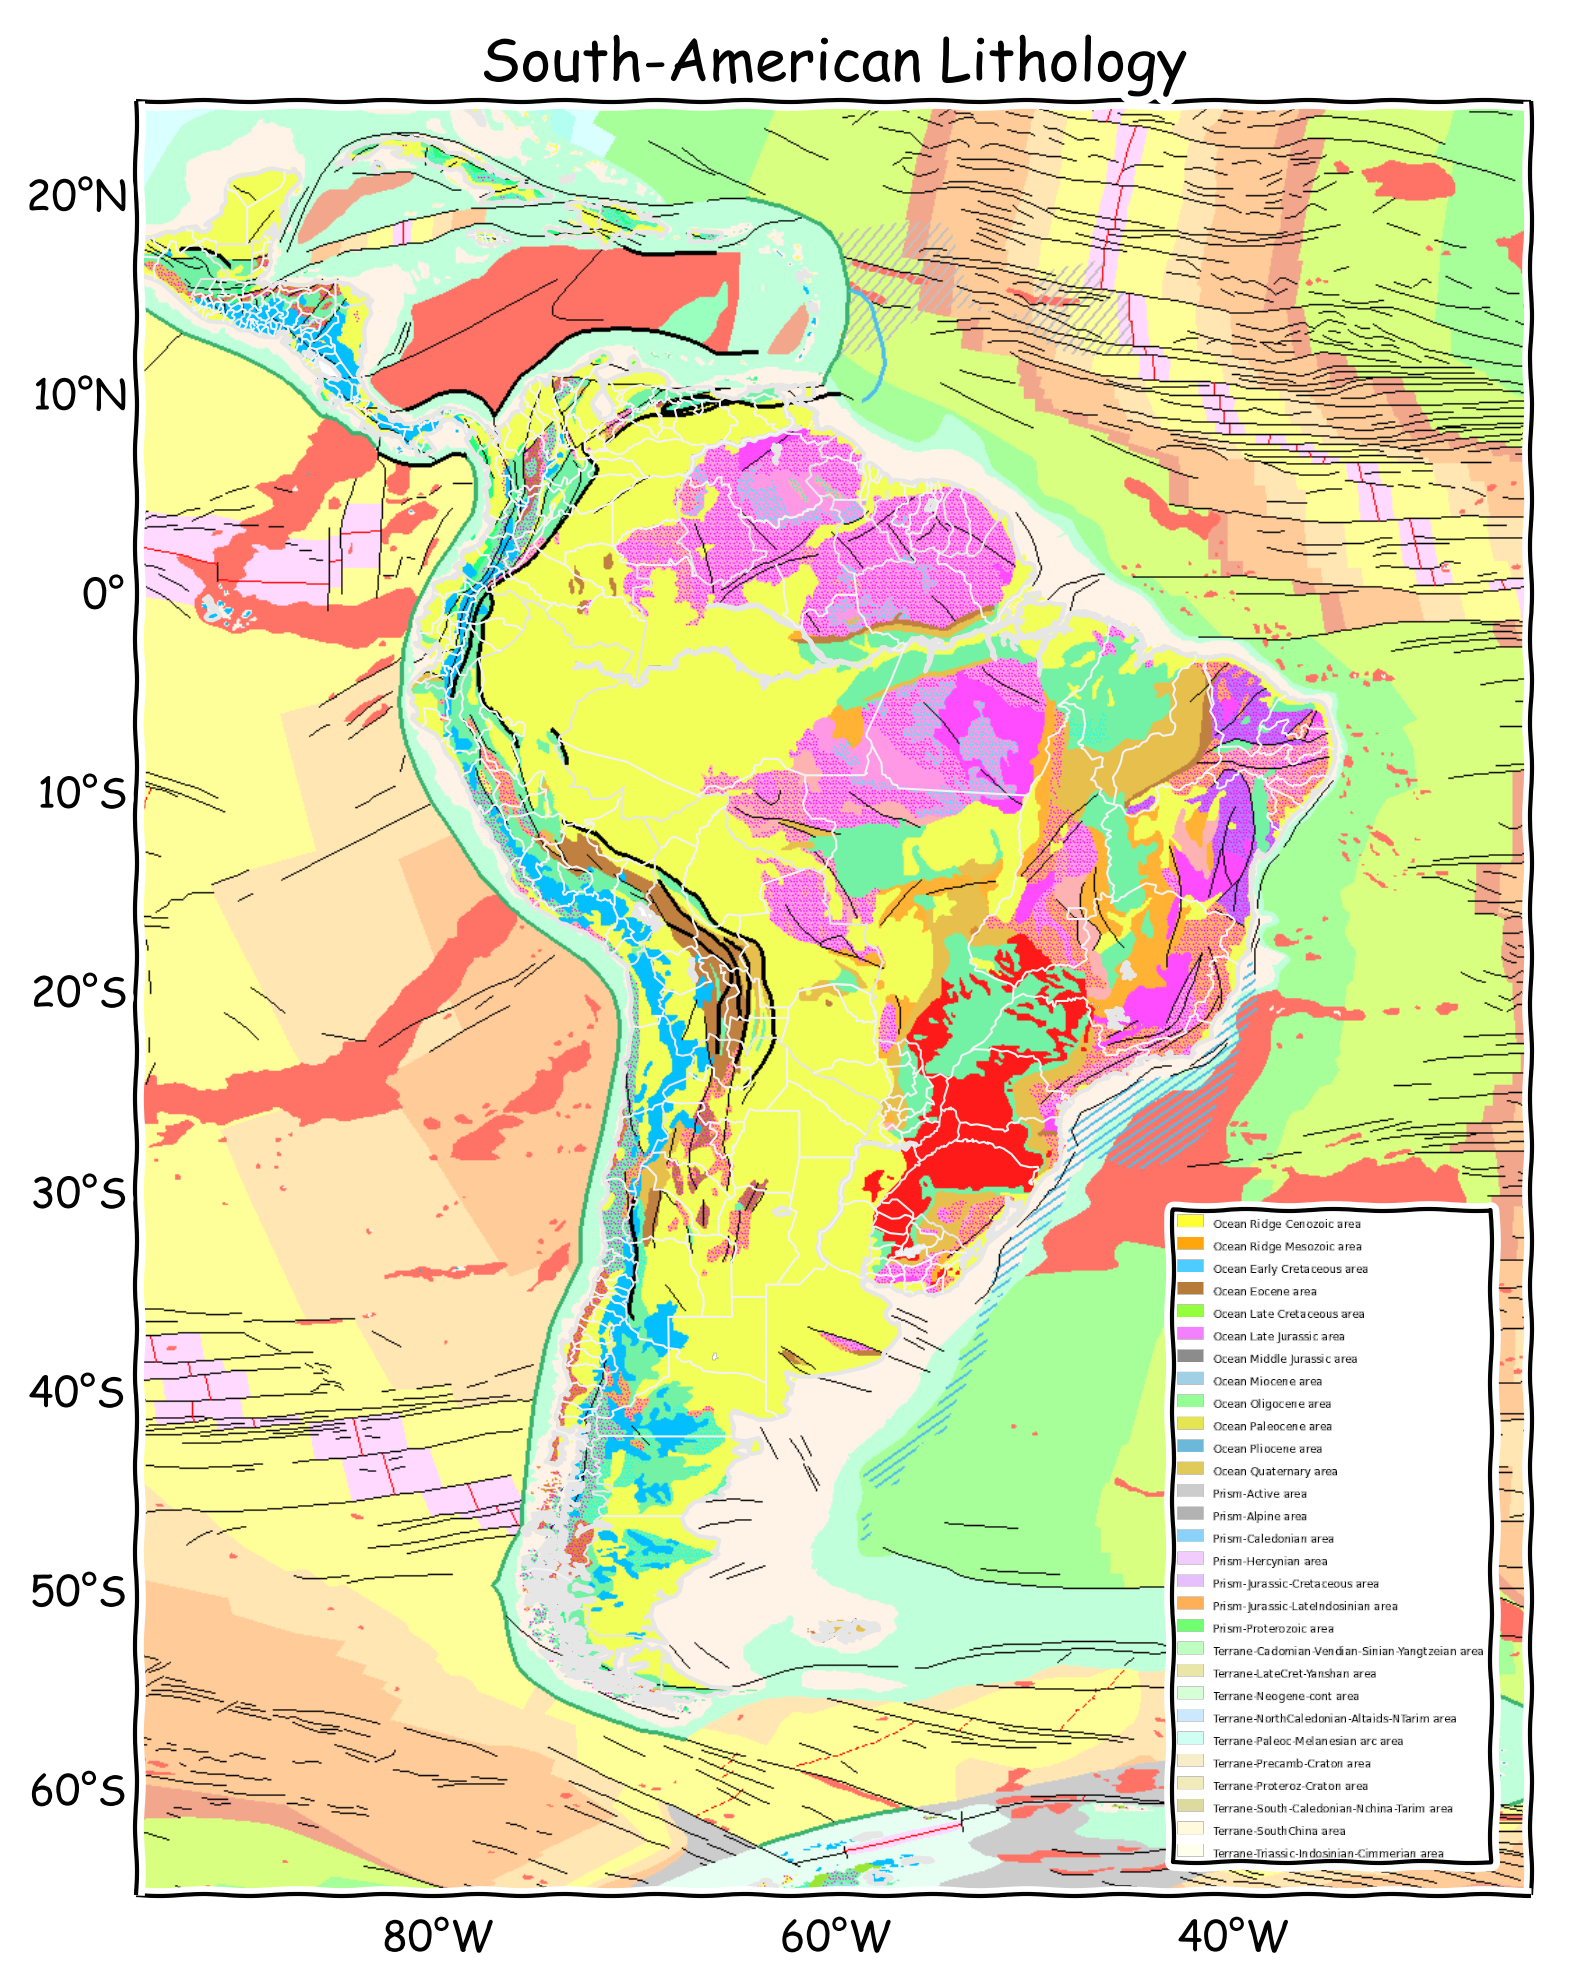 South-American Lithology
20°N
10°N
0°
10°S
20°S
30°S
40°S
50°S
60°S
80°W
60°W
40°W
Ocean Ridge Cenozoic area
Ocean Ridge Mesozoic area
Ocean Early Cretaceous area
Ocean Eocene area
Ocean Late Cretaceous area
Ocean Late Jurassic area
Ocean Middle Jurassic area
Ocean Miocene area
Ocean Oligocene area
Ocean Paleocene area
Ocean Pliocene area
Ocean Quaternary area
Prism-Active area
Prism-Alpine area
Prism-Caledonian area
Prism-Hercynian area
Prism-Jurassic-Cretaceous area
Prism-Jurassic-LateIndosinian area
Prism-Proterozoic area
Terrane-Cadomian-Vendian-Sinian-Yangtzeian area
Terrane-LateCret-Yanshan area
Terrane-Neogene-cont area
Terrane-NorthCaledonian-Altaids-NTarim area
Terrane-Paleoc-Melanesian arc area
Terrane-Precamb-Craton area
Terrane-Proteroz-Craton area
Terrane-South-Caledonian-Nchina-Tarim area
Terrane-SouthChina area
Terrane-Triassic-Indosinian-Cimmerian area